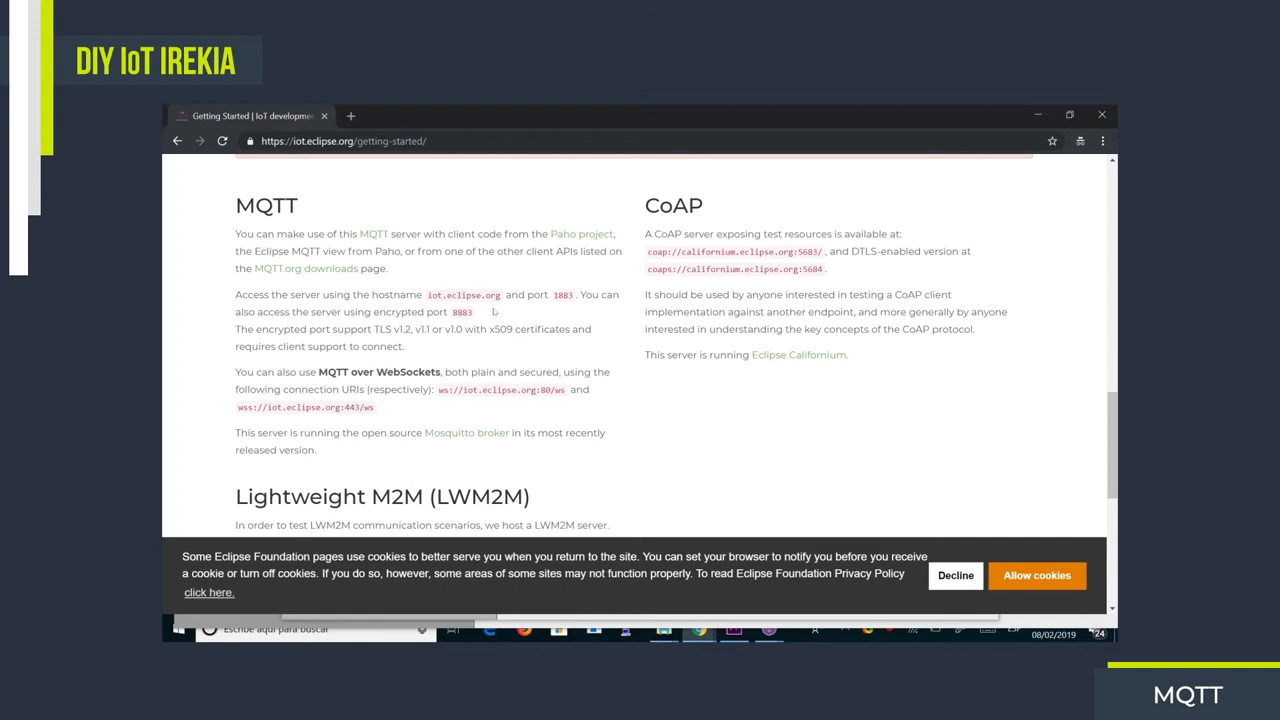 DIY IoT IREKIA
Getting Started | IoT developmen
https://iot.eclipse.org/getting-started/
MQTT
You can make use of this MQTT server with client code from the Paho project,
the Eclipse MQTT view from Paho, or from one of the other client APIs listed on
the MQTT.org downloads page.
Access the server using the hostname iot.eclipse.org and port 1883 . You can
also access the server using encrypted port 8883
The encrypted port support TLS v1.2, v1.1 or v1.0 with x509 certificates and
requires client support to connect.
You can also use MQTT over WebSockets, both plain and secured, using the
following connection URIs (respectively): ws://iot.eclipse.org:80/ws and
wss://iot.eclipse.org:443/ws
This server is running the open source Mosquitto broker in its most recently
released version.
CoAP
A CoAP server exposing test resources is available at:
coap://californium.eclipse.org:5683/ , and DTLS-enabled version at
coaps://californium.eclipse.org:5684 .
It should be used by anyone interested in testing a CoAP client
implementation against another endpoint, and more generally by anyone
interested in understanding the key concepts of the CoAP protocol.
This server is running Eclipse Californium.
Lightweight M2M (LWM2M)
In order to test LWM2M communication scenarios, we host a LWM2M server.
Some Eclipse Foundation pages use cookies to better serve you when you return to the site. You can set your browser to notify you before you receive
a cookie or turn off cookies. If you do so, however, some areas of some sites may not function properly. To read Eclipse Foundation Privacy Policy
click here.
Decline
Allow cookies
Escribe aquí para buscar
08/02/2019
24
MQTT